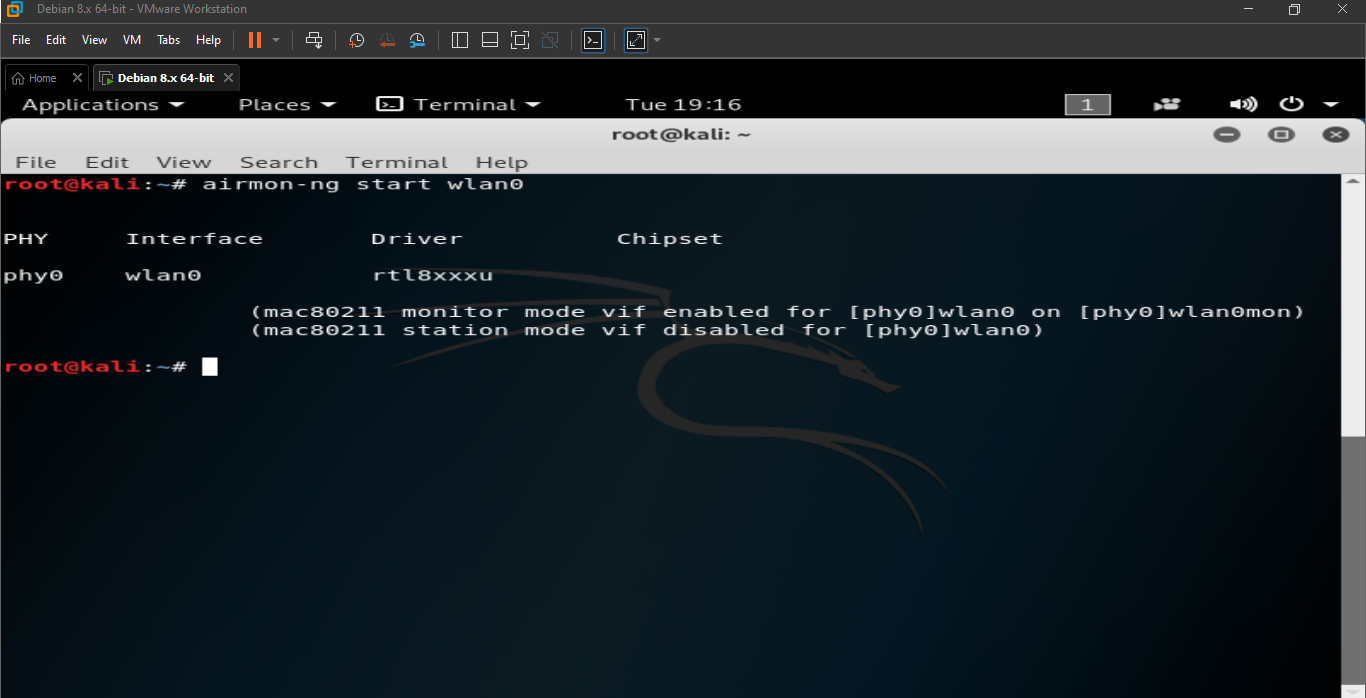 Debian 8.x 64-bit - VMware Workstation
File Edit View VM Tabs Help
Home Debian 8.x 64-bit
Applications Places Terminal Tue 19:16 1
root@kali: ~
File Edit View Search Terminal Help
root@kali:~# airmon-ng start wlan0
PHY Interface Driver Chipset
phy0 wlan0 rtl8xxxu
(mac80211 monitor mode vif enabled for [phy0]wlan0 on [phy0]wlan0mon)
(mac80211 station mode vif disabled for [phy0]wlan0)
root@kali:~#